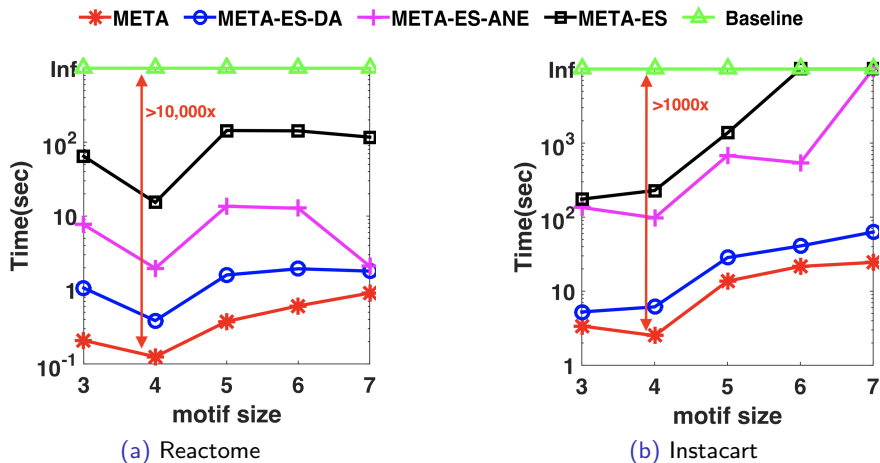 META META-ES-DA META-ES-ANE META-ES Baseline
Inf
>10,000x
10^2
10
1
10^-1
Time(sec)
3 4 5 6 7
motif size
(a) Reactome
Inf
>1000x
10^3
10^2
10
1
Time(sec)
3 4 5 6 7
motif size
(b) Instacart